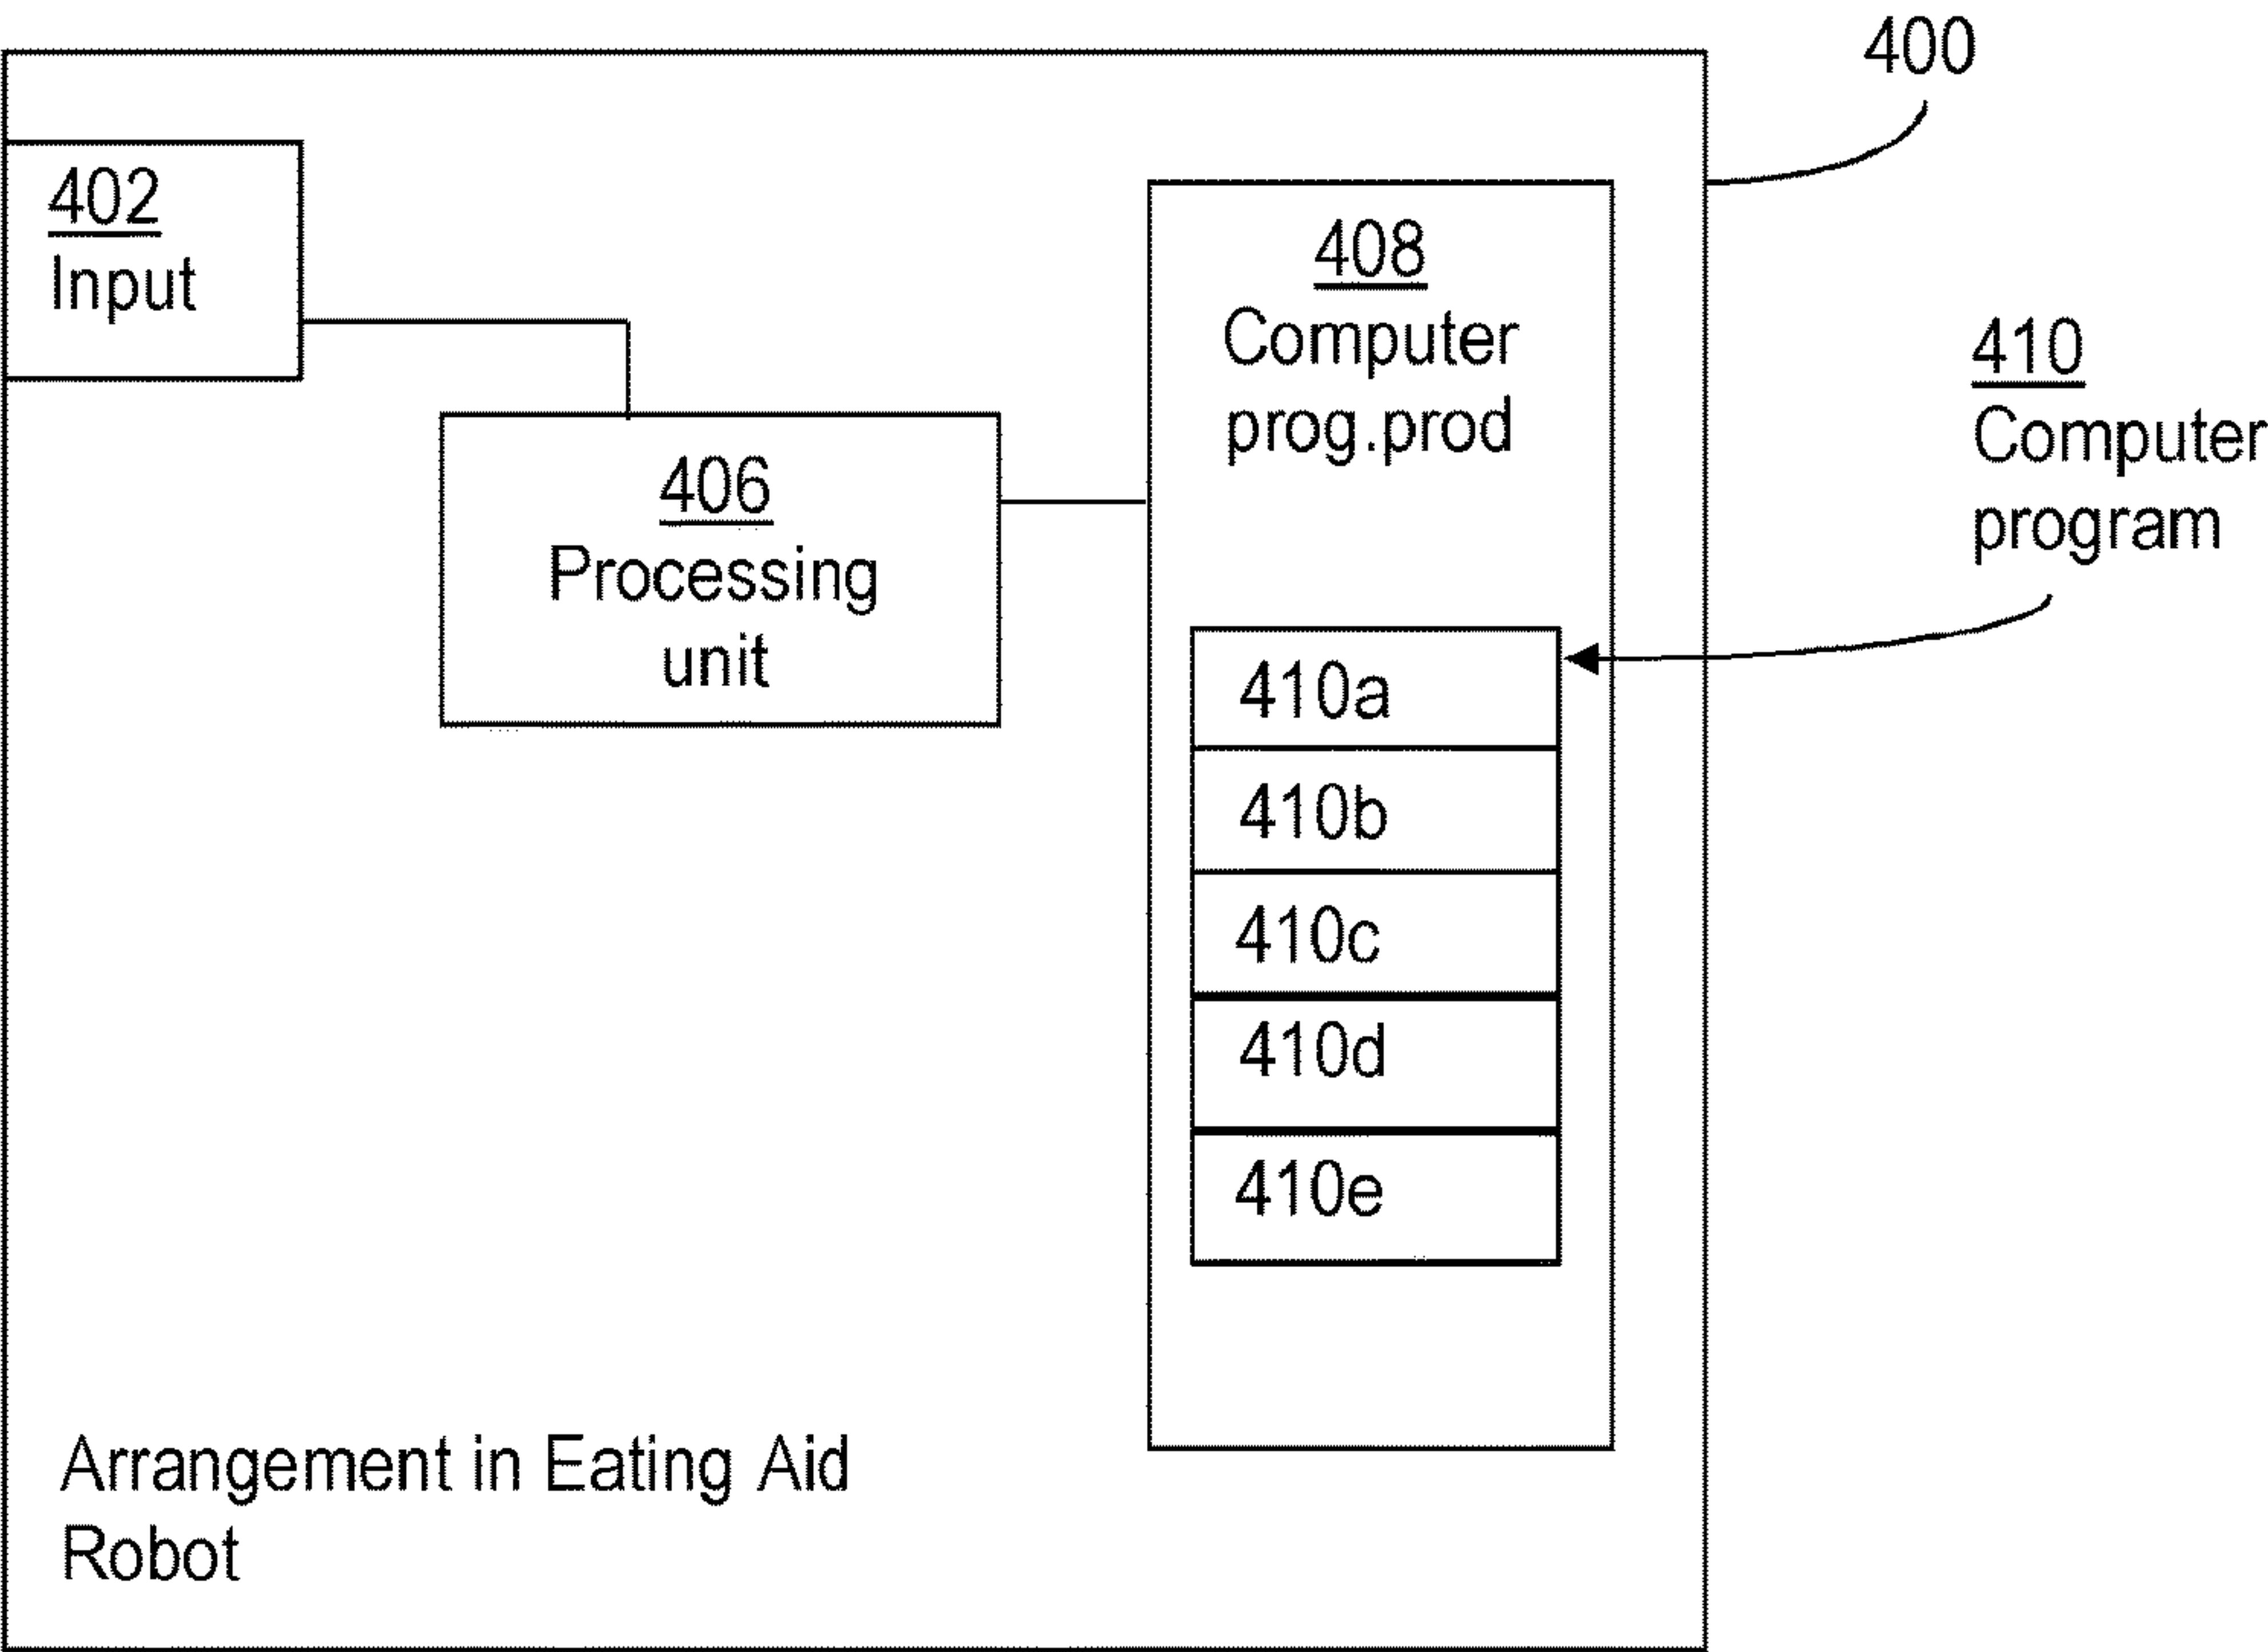 400
402
Input
408
Computer
prog.prod
410
Computer
program
406
Processing
unit
410a
410b
410c
410d
410e
Arrangement in Eating Aid
Robot